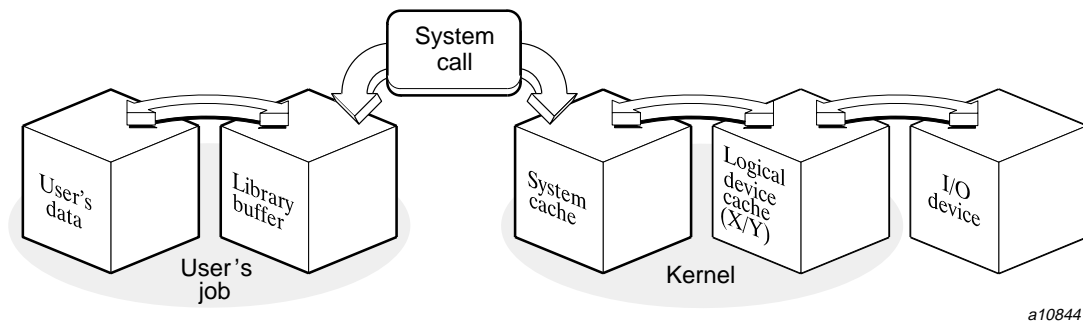 System
call
User's
data
Library
buffer
System
cache
Logical
device
cache
(X/Y)
I/O
device
User's
job
Kernel
a10844